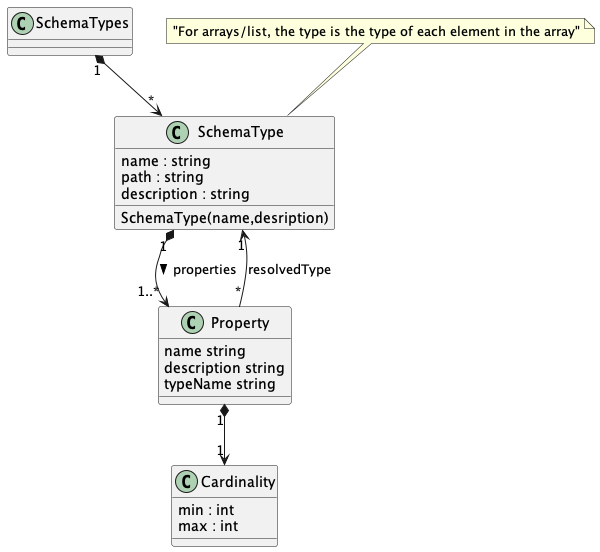 C SchemaTypes
"For arrays/list, the type is the type of each element in the array"
1
*
C SchemaType
name : string
path : string
description : string
SchemaType(name,desription)
1
1
properties
resolvedType
1..*
*
C Property
name string
description string
typeName string
1
1
C Cardinality
min : int
max : int